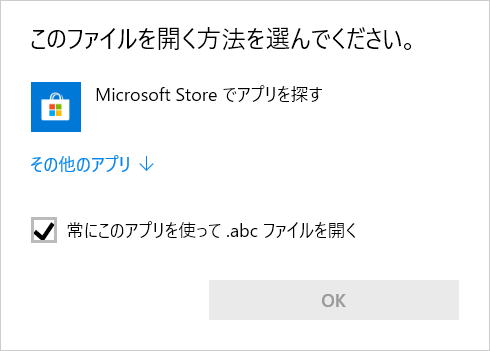 このファイルを開く方法を選んでください。
Microsoft Store でアプリを探す
その他のアプリ ↓
常にこのアプリを使って .abc ファイルを開く
OK